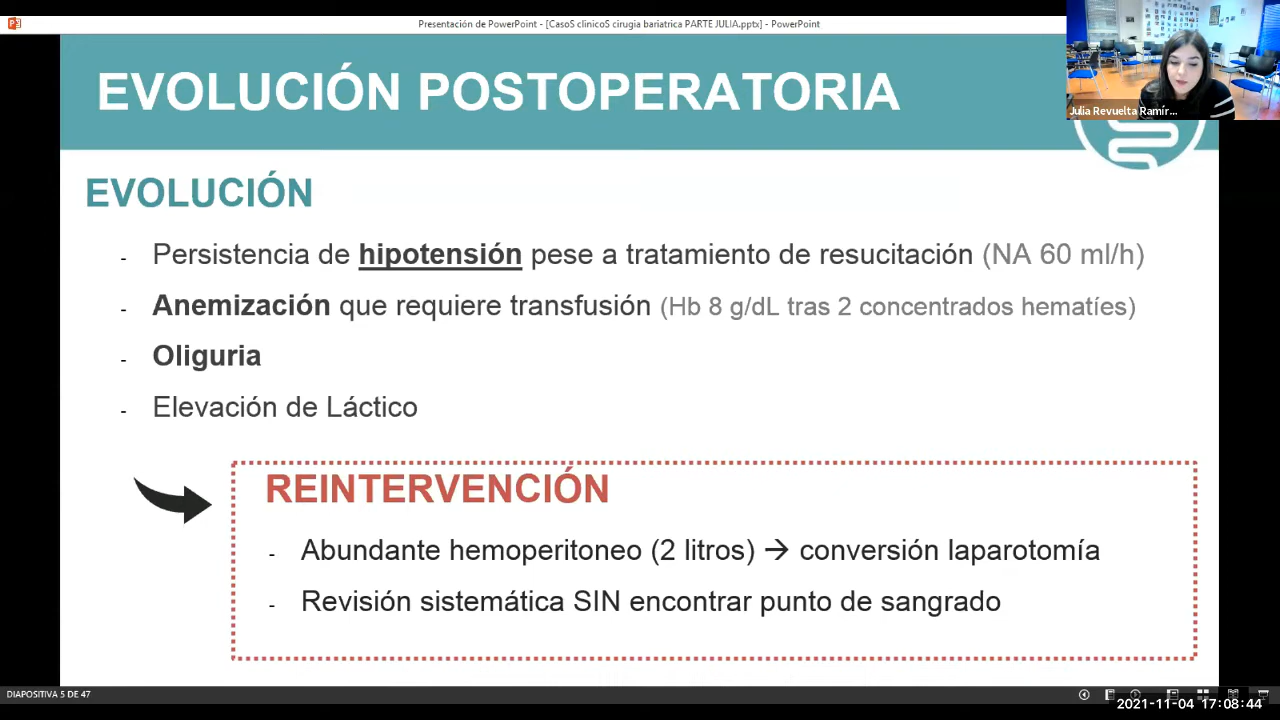 Presentación de PowerPoint - [CasoS clinicoS cirugia bariatrica PARTE JULIA.pptx] - PowerPoint
EVOLUCIÓN POSTOPERATORIA
Julia Revuelta Ramír...
EVOLUCIÓN
- Persistencia de hipotensión pese a tratamiento de resucitación (NA 60 ml/h)
- Anemización que requiere transfusión (Hb 8 g/dL tras 2 concentrados hematíes)
- Oliguria
- Elevación de Láctico
REINTERVENCIÓN
- Abundante hemoperitoneo (2 litros) → conversión laparotomía
- Revisión sistemática SIN encontrar punto de sangrado
DIAPOSITIVA 5 DE 47
2021-11-04 17:08:44